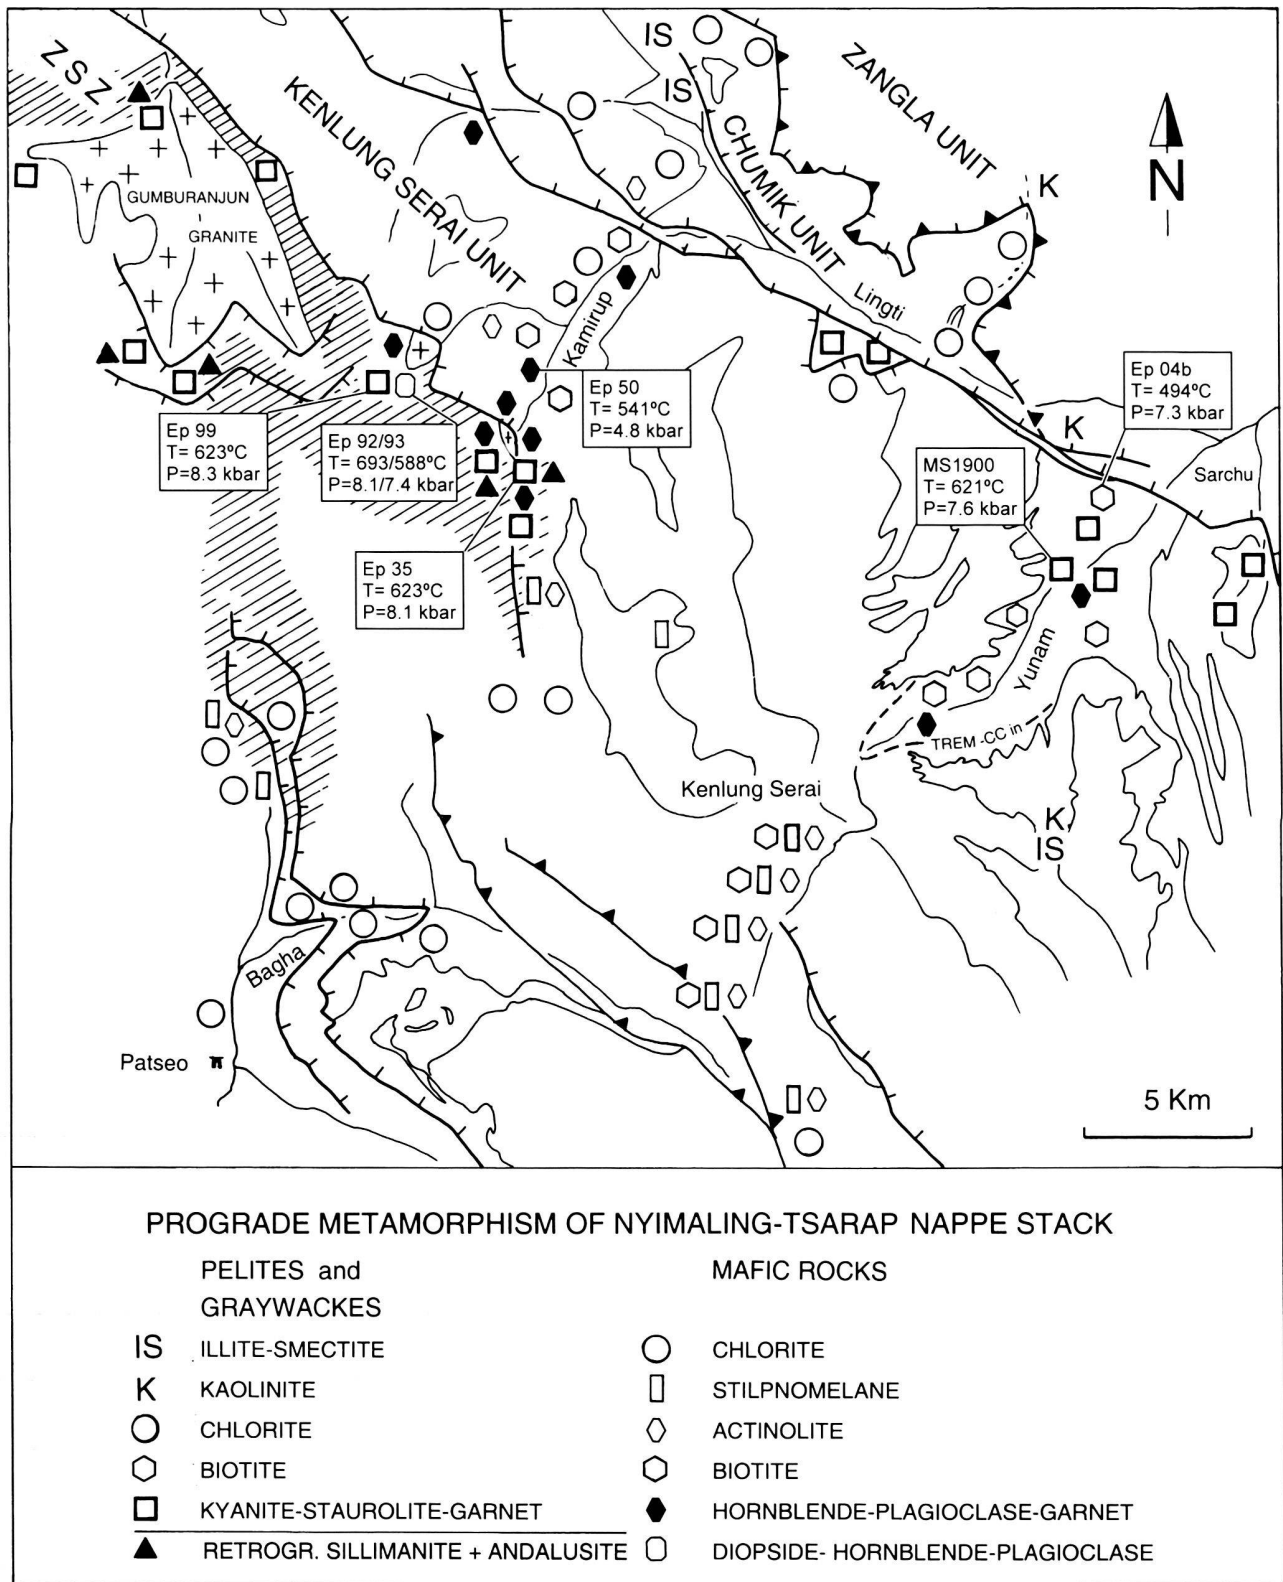 ZSZ
KENLUNG SERAI UNIT
IS
IS
CHUMIK UNIT
ZANGLA UNIT
K
N
GUMBURANJUN
GRANITE
Kamirup
Lingti
Ep 50
T= 541ºC
P=4.8 kbar
Ep 04b
T= 494ºC
P=7.3 kbar
Ep 99
T= 623ºC
P=8.3 kbar
Ep 92/93
T= 693/588ºC
P=8.1/7.4 kbar
MS1900
T= 621ºC
P=7.6 kbar
K
Sarchu
Ep 35
T= 623ºC
P=8.1 kbar
Yunam
TREM-CC in
Kenlung Serai
K
IS
Bagha
Patseo
5 Km
PROGRADE METAMORPHISM OF NYIMALING-TSARAP NAPPE STACK
PELITES and
GRAYWACKES
MAFIC ROCKS
IS ILLITE-SMECTITE
CHLORITE
K KAOLINITE
STILPNOMELANE
CHLORITE
ACTINOLITE
BIOTITE
BIOTITE
KYANITE-STAUROLITE-GARNET
HORNBLENDE-PLAGIOCLASE-GARNET
RETROGR. SILLIMANITE + ANDALUSITE
DIOPSIDE- HORNBLENDE-PLAGIOCLASE